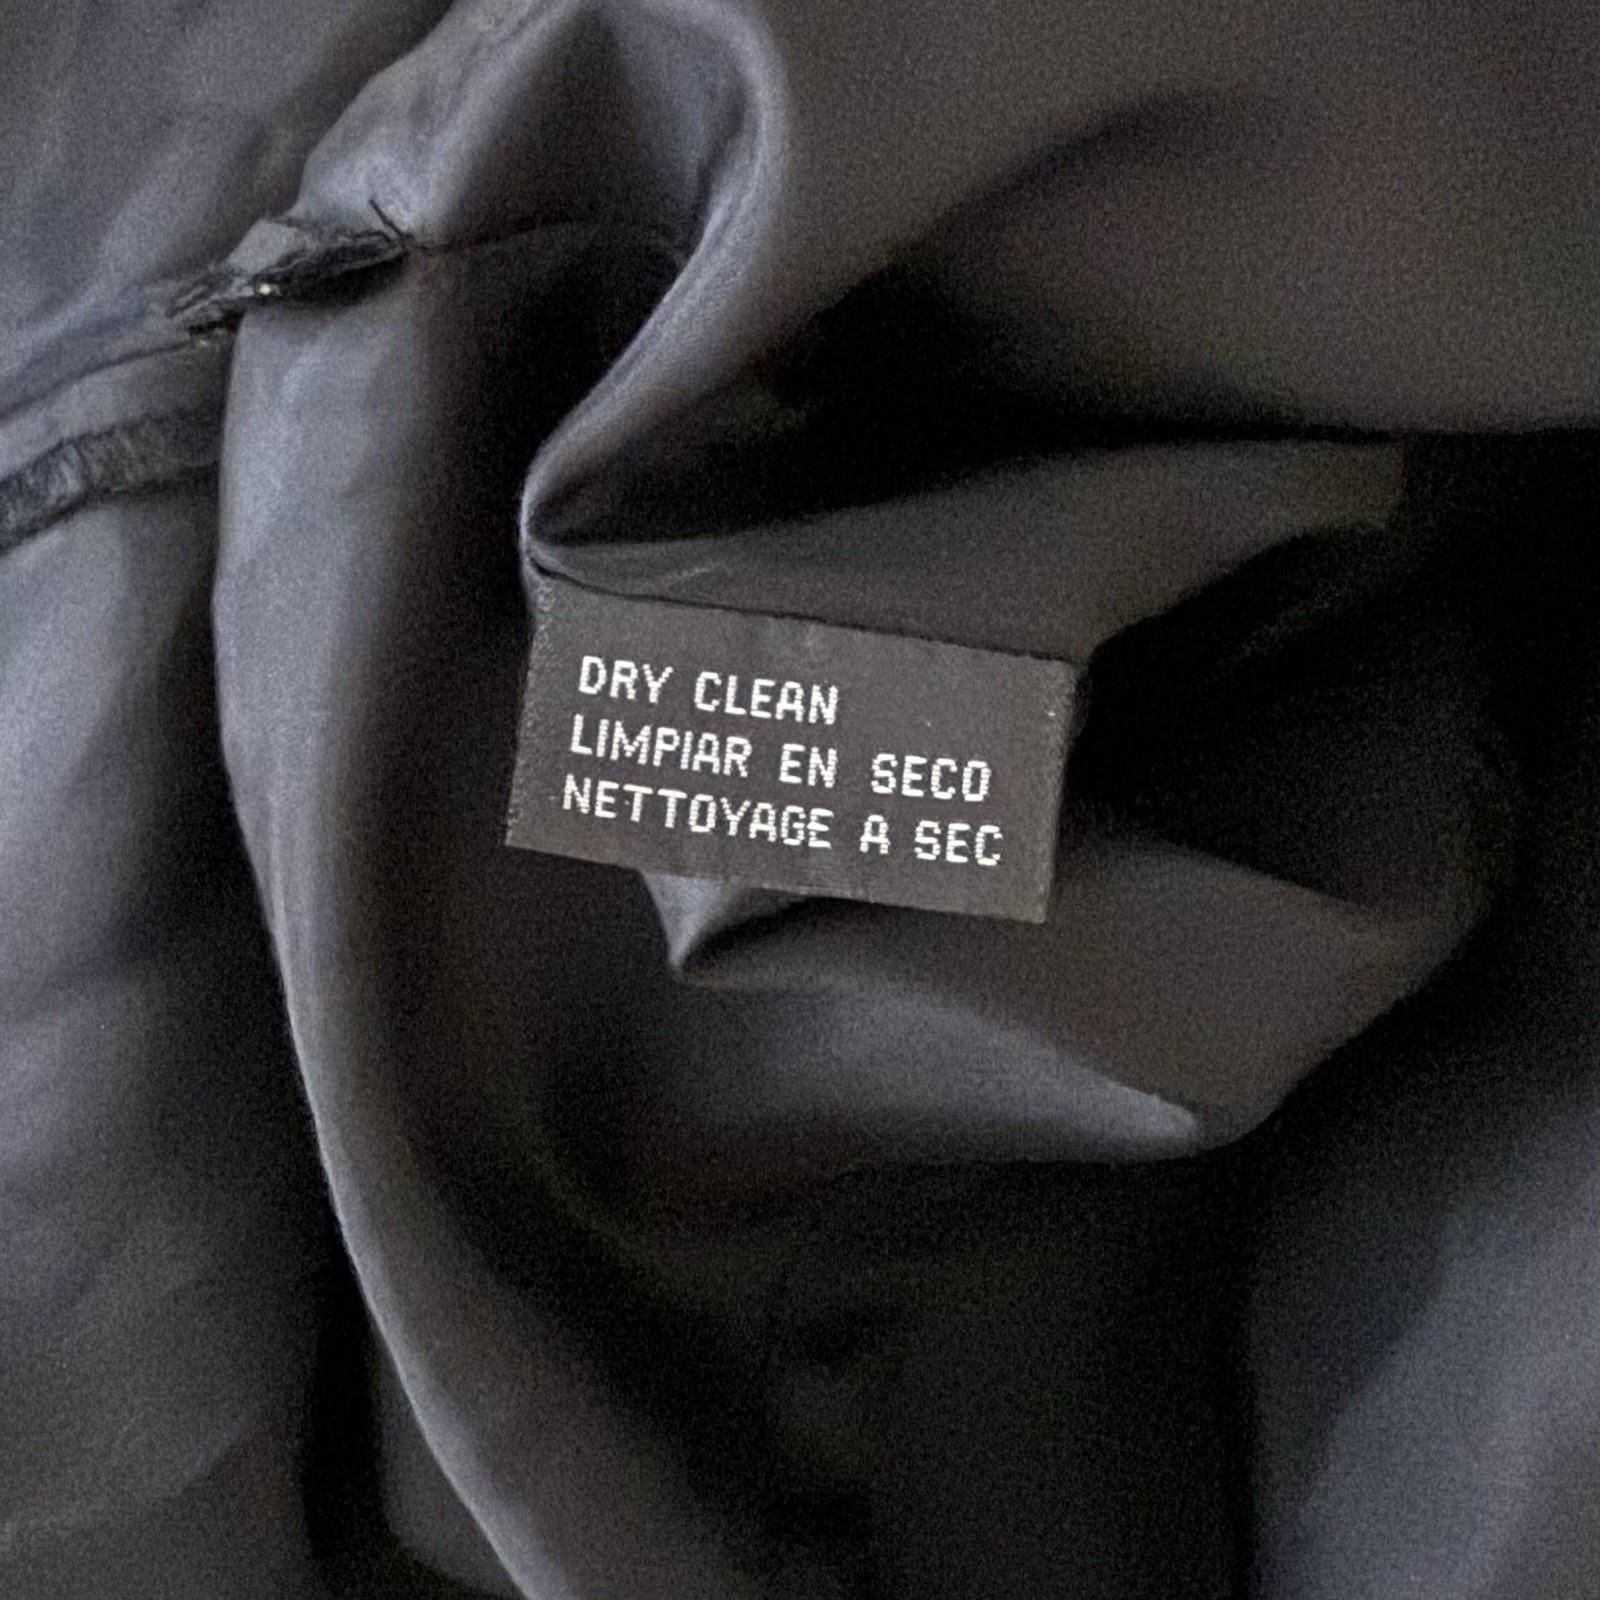 DRY CLEAN
LIMPIAR EN SECO
NETTOYAGE A SEC